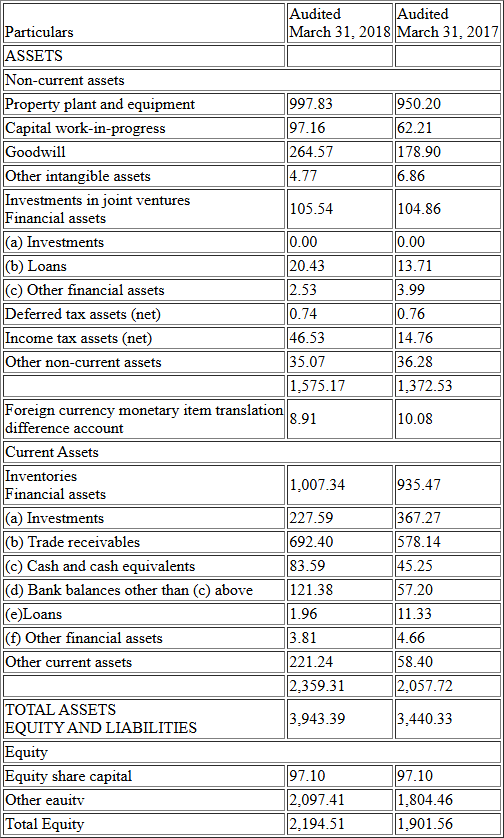 Particulars Audited March 31, 2018 Audited March 31, 2017
ASSETS
Non-current assets
Property plant and equipment 997.83 950.20
Capital work-in-progress 97.16 62.21
Goodwill 264.57 178.90
Other intangible assets 4.77 6.86
Investments in joint ventures
Financial assets 105.54 104.86
(a) Investments 0.00 0.00
(b) Loans 20.43 13.71
(c) Other financial assets 2.53 3.99
Deferred tax assets (net) 0.74 0.76
Income tax assets (net) 46.53 14.76
Other non-current assets 35.07 36.28
1,575.17 1,372.53
Foreign currency monetary item translation
difference account 8.91 10.08
Current Assets
Inventories
Financial assets 1,007.34 935.47
(a) Investments 227.59 367.27
(b) Trade receivables 692.40 578.14
(c) Cash and cash equivalents 83.59 45.25
(d) Bank balances other than (c) above 121.38 57.20
(e)Loans 1.96 11.33
(f) Other financial assets 3.81 4.66
Other current assets 221.24 58.40
2,359.31 2,057.72
TOTAL ASSETS
EQUITY AND LIABILITIES 3,943.39 3,440.33
Equity
Equity share capital 97.10 97.10
Other eauitv 2,097.41 1,804.46
Total Equity 2,194.51 1,901.56